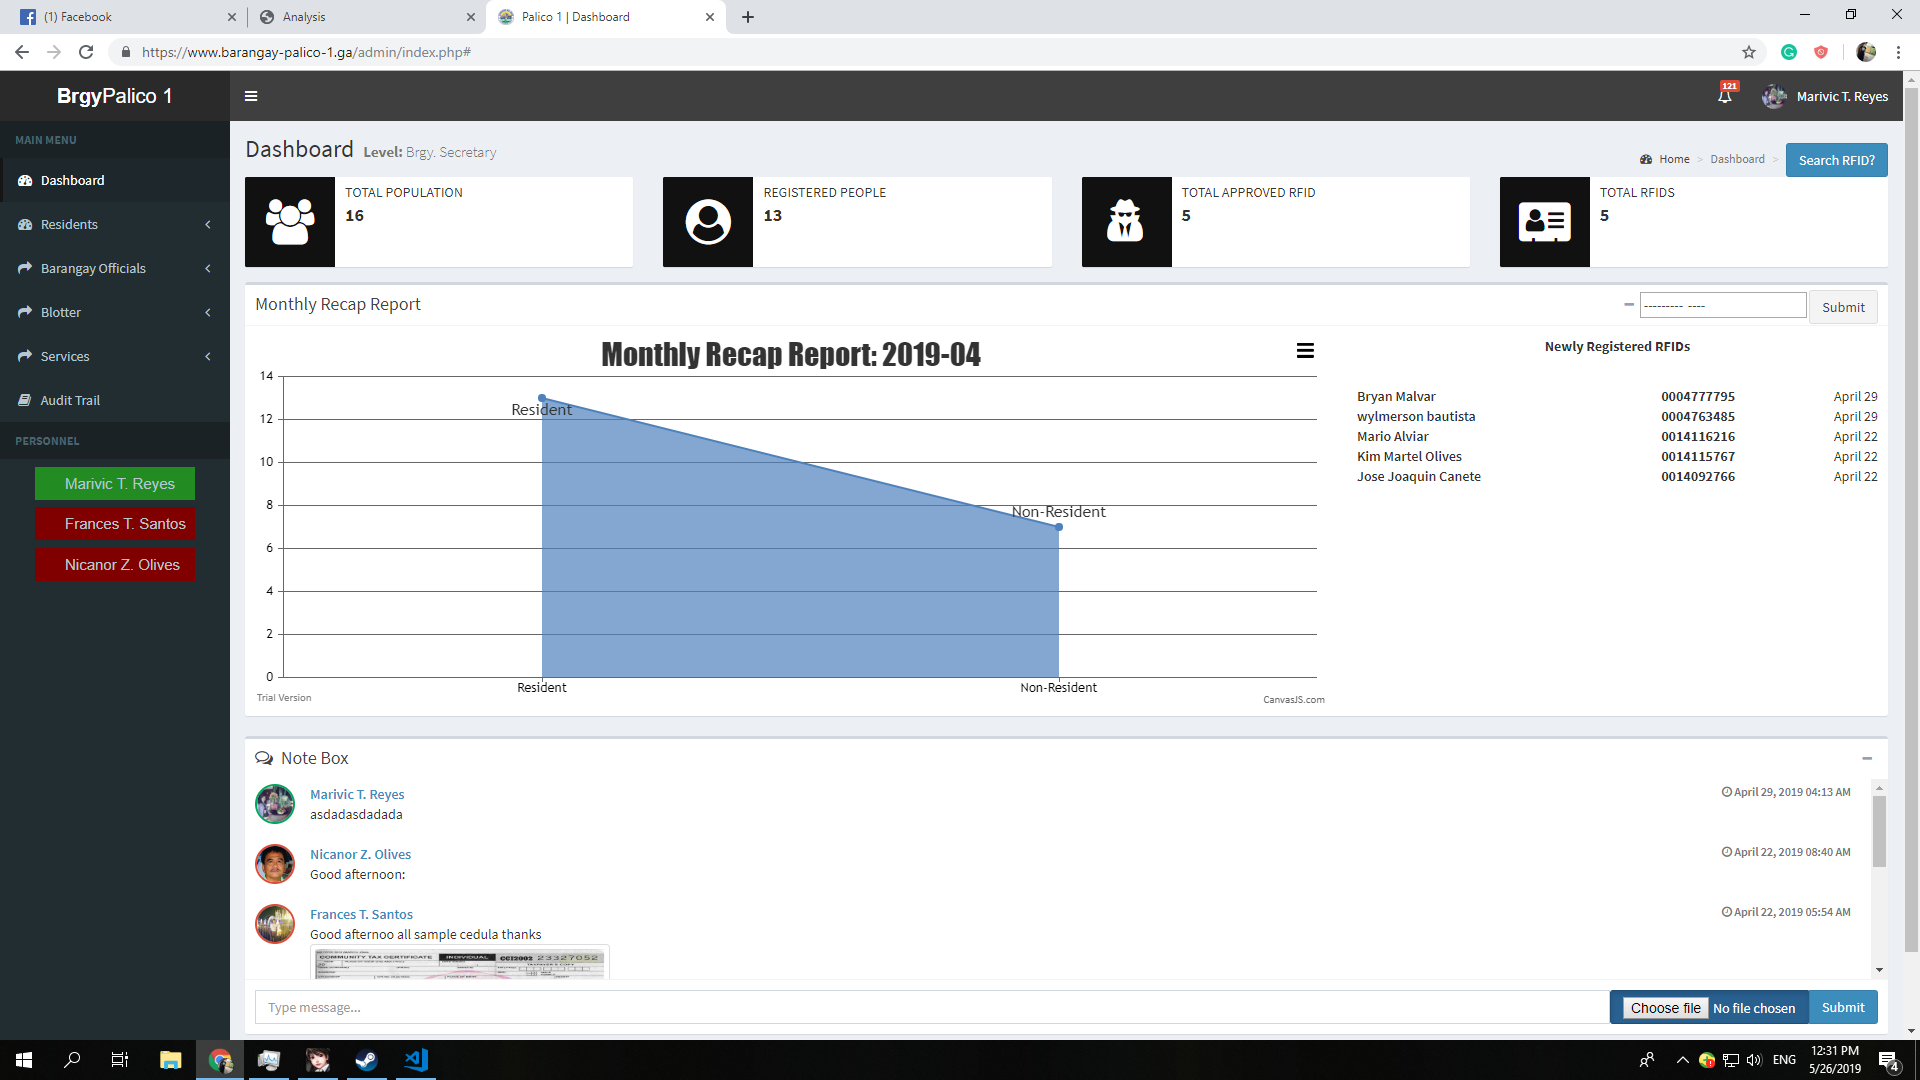 (1) Facebook
Analysis
Palico 1 | Dashboard
https://www.barangay-palico-1.ga/admin/index.php#
BrgyPalico 1
121
Marivic T. Reyes
MAIN MENU
Dashboard
Residents
Barangay Officials
Blotter
Services
Audit Trail
PERSONNEL
Marivic T. Reyes
Frances T. Santos
Nicanor Z. Olives
Dashboard Level: Brgy. Secretary
Home > Dashboard > Search RFID?
TOTAL POPULATION
16
REGISTERED PEOPLE
13
TOTAL APPROVED RFID
5
TOTAL RFIDS
5
Monthly Recap Report
--------- ----
Submit
Monthly Recap Report: 2019-04
14
12
10
8
6
4
2
0
Resident
Non-Resident
Resident
Non-Resident
Trial Version
CanvasJS.com
Newly Registered RFIDs
Bryan Malvar 0004777795 April 29
wylmerson bautista 0004763485 April 29
Mario Alviar 0014116216 April 22
Kim Martel Olives 0014115767 April 22
Jose Joaquin Canete 0014092766 April 22
Note Box
Marivic T. Reyes April 29, 2019 04:13 AM
asdadasdadada
Nicanor Z. Olives April 22, 2019 08:40 AM
Good afternoon:
Frances T. Santos April 22, 2019 05:54 AM
Good afternoo all sample cedula thanks
COMMUNITY TAX CERTIFICATE INDIVIDUAL CCI2002 23327052
Type message...
Choose file No file chosen
Submit
ENG
12:31 PM
5/26/2019
4